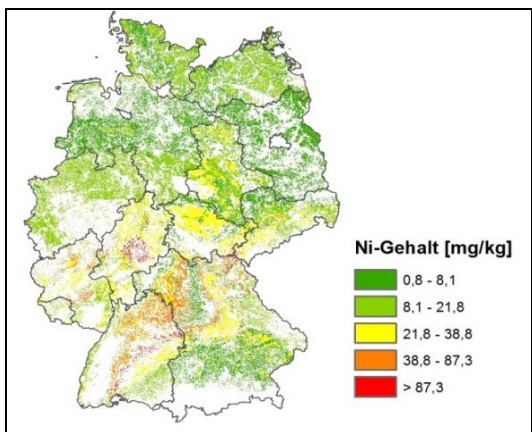 Ni-Gehalt [mg/kg]
0,8 - 8,1
8,1 - 21,8
21,8 - 38,8
38,8 - 87,3
> 87,3